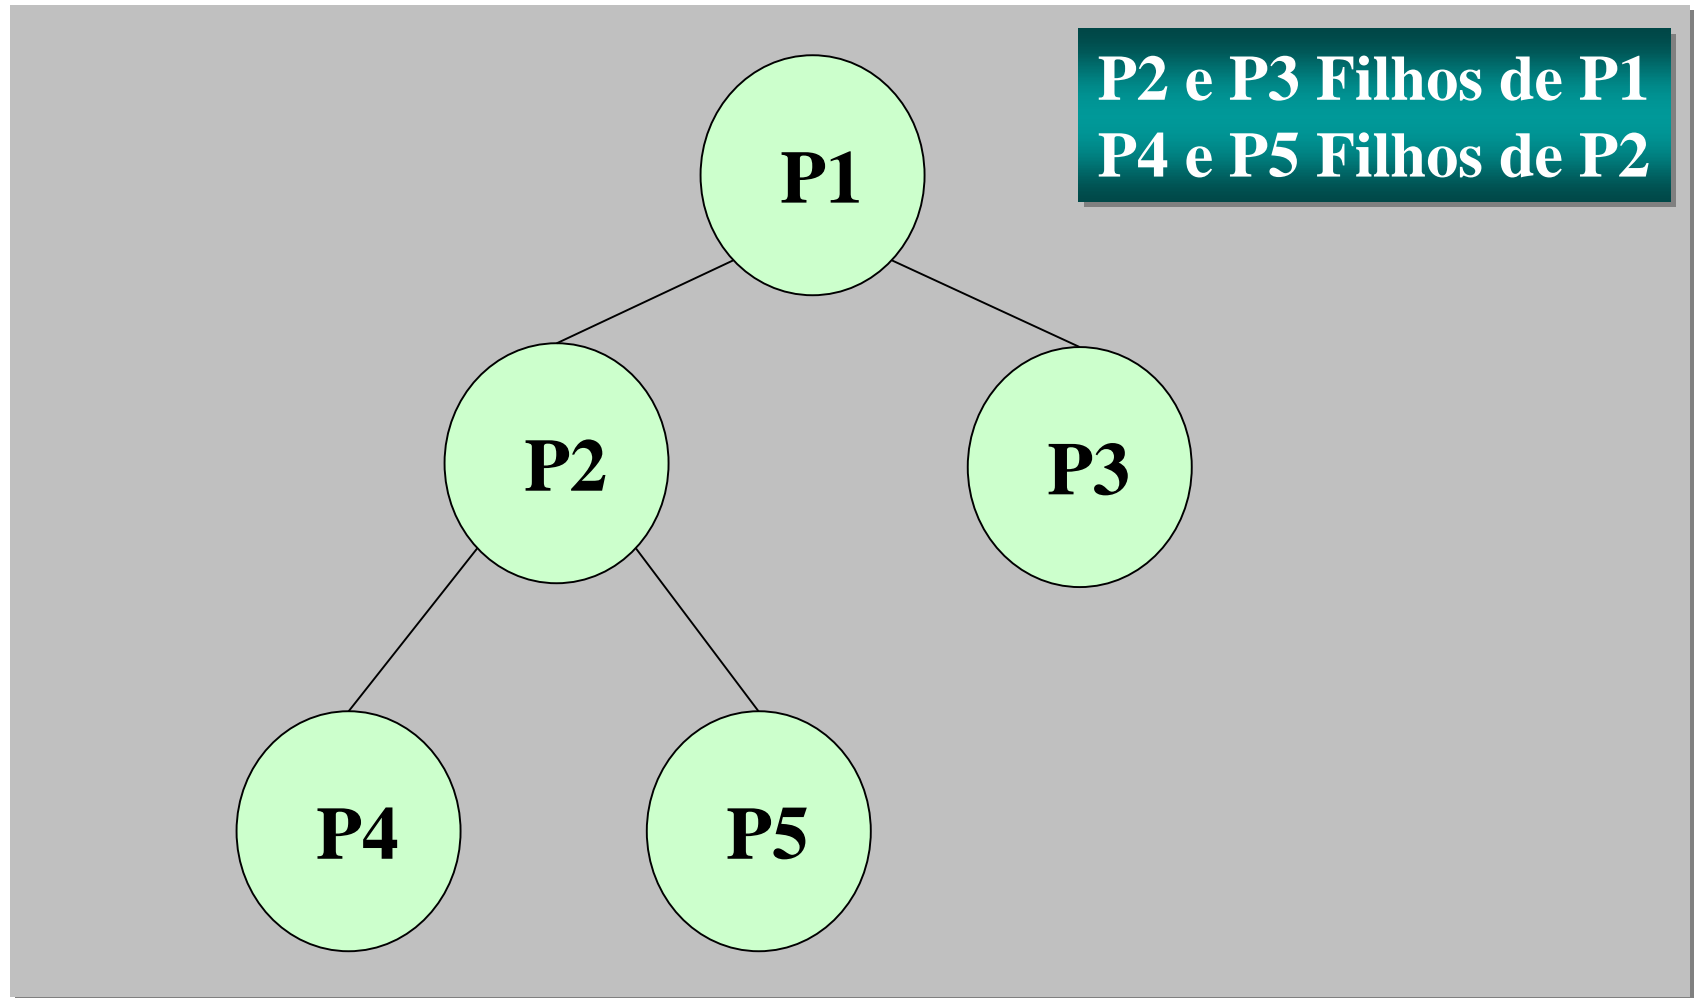 P2 e P3 Filhos de P1
P4 e P5 Filhos de P2
P1
P2
P3
P4
P5